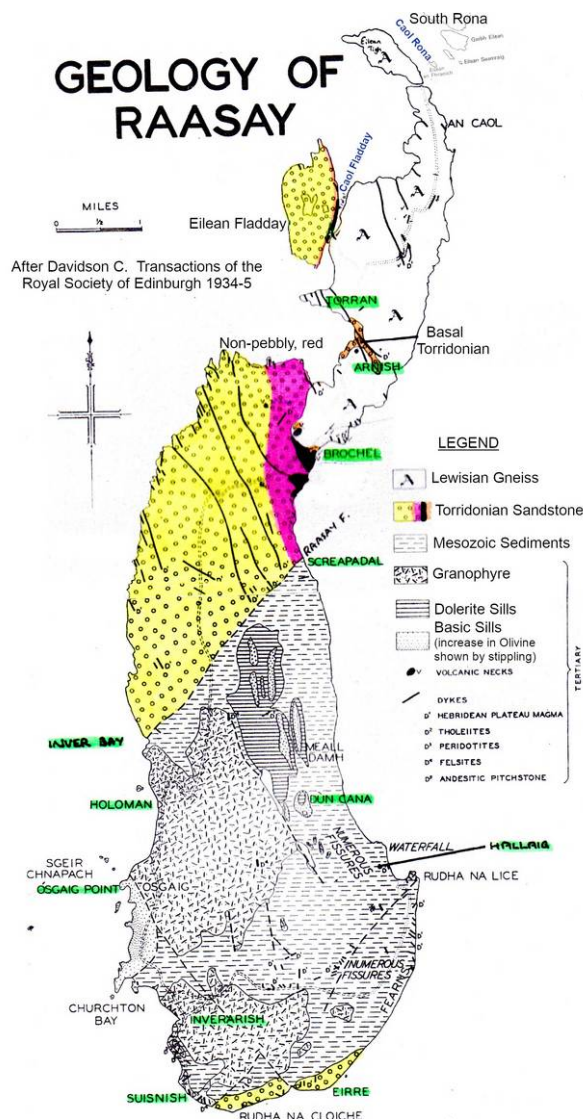 South Rona
Caol Rona
GEOLOGY OF
RAASAY
AN CAOL
Caol Fladday
MILES
0 ½ 1
Eilean Fladday
After Davidson C. Transactions of the
Royal Society of Edinburgh 1934-5
TORRAN
Basal
Torridonian
Non-pebbly, red
ARNISH
BROCHEL
LEGEND
Lewisian Gneiss
Torridonian Sandstone
Mesozoic Sediments
Granophyre
Dolerite Sills
Basic Sills
(increase in Olivine
shown by stippling)
VOLCANIC NECKS
DYKES
D¹ HEBRIDEAN PLATEAU MAGMA
D² THOLEIITES
D³ PERIDOTITES
D⁴ FELSITES
ANDESITIC PITCHSTONE
TERTIARY
RAASAY F.
SCREAPADAL
INVER BAY
MEALL
DAMH
HOLOMAN
DUN CANA
NUMEROUS
FISSURES
WATERFALL
HALLAIG
SGEIR
CHNAPACH
RUDHA NA LICE
OSGAIG POINT
OSGAIG
NUMEROUS
FISSURES
FEARNS
CHURCHTON
BAY
INVERARISH
SUISNISH
EIRRE
RUDHA NA CLOICHE